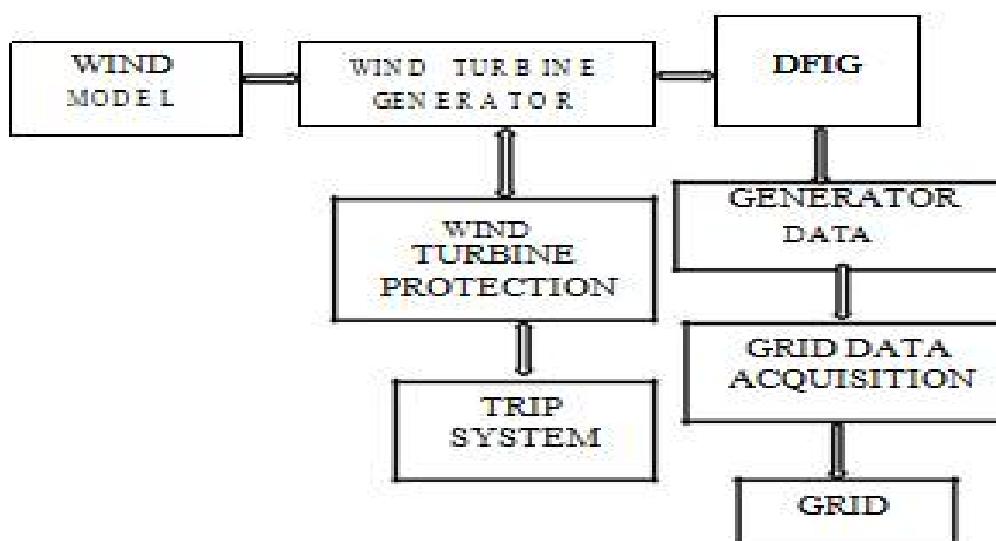 WIND
MODEL
WIND TURBINE
GENERATOR
DFIG
WIND
TURBINE
PROTECTION
GENERATOR
DATA
TRIP
SYSTEM
GRID DATA
ACQUISITION
GRID